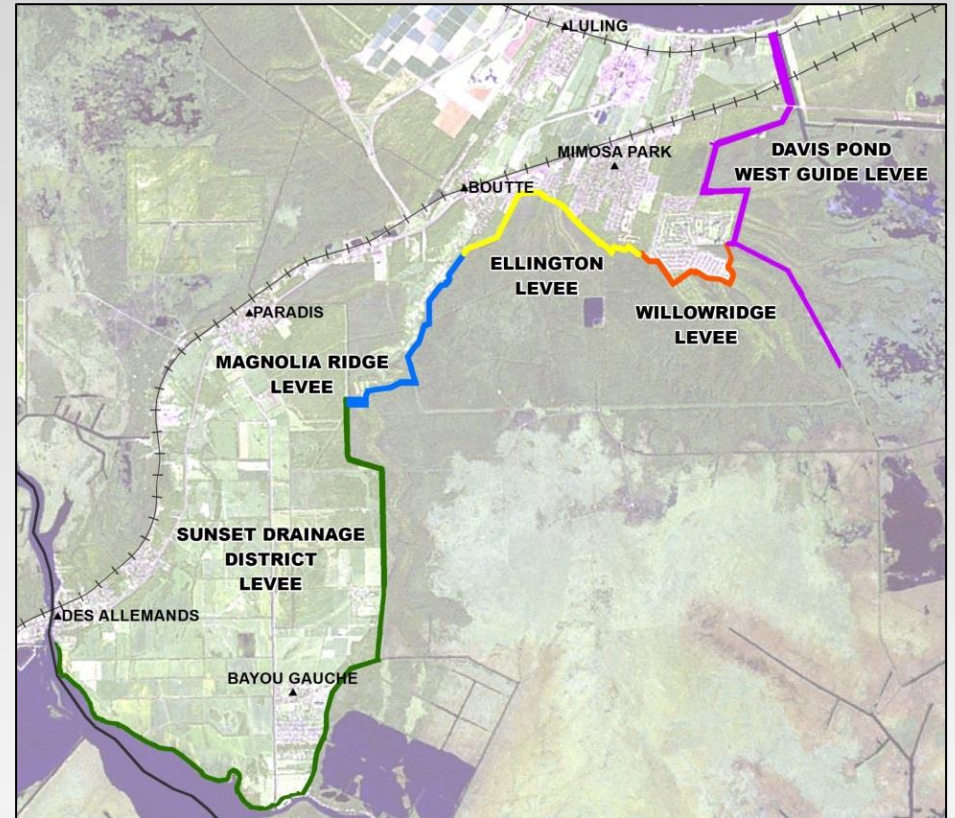 LULING
MIMOSA PARK
DAVIS POND
WEST GUIDE LEVEE
BOUTTE
ELLINGTON
LEVEE
WILLOWRIDGE
LEVEE
PARADIS
MAGNOLIA RIDGE
LEVEE
SUNSET DRAINAGE
DISTRICT
LEVEE
DES ALLEMANDS
BAYOU GAUCHE